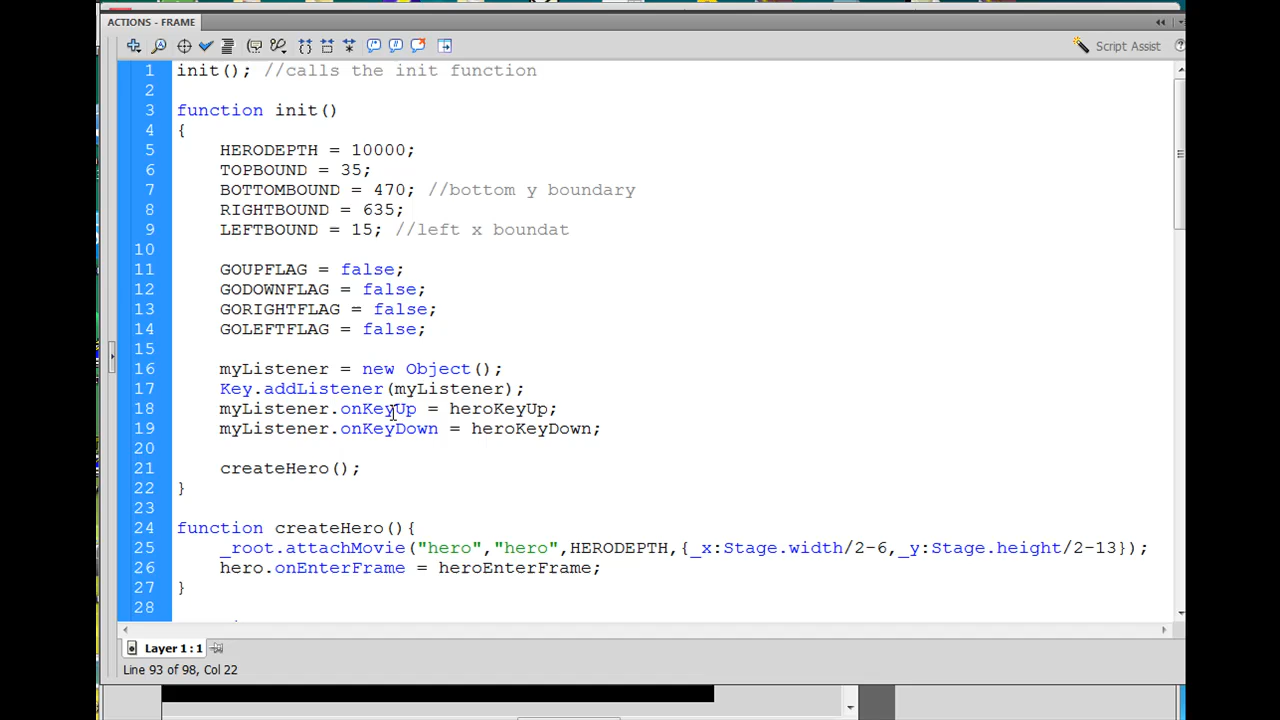 ACTIONS - FRAME
Script Assist
1 init(); //calls the init function
2
3 function init()
4 {
5 HERODEPTH = 10000;
6 TOPBOUND = 35;
7 BOTTOMBOUND = 470; //bottom y boundary
8 RIGHTBOUND = 635;
9 LEFTBOUND = 15; //left x boundat
10
11 GOUPFLAG = false;
12 GODOWNFLAG = false;
13 GORIGHTFLAG = false;
14 GOLEFTFLAG = false;
15
16 myListener = new Object();
17 Key.addListener(myListener);
18 myListener.onKeyUp = heroKeyUp;
19 myListener.onKeyDown = heroKeyDown;
20
21 createHero();
22 }
23
24 function createHero(){
25 _root.attachMovie("hero","hero",HERODEPTH,{_x:Stage.width/2-6,_y:Stage.height/2-13});
26 hero.onEnterFrame = heroEnterFrame;
27 }
28
Layer 1 : 1
Line 93 of 98, Col 22